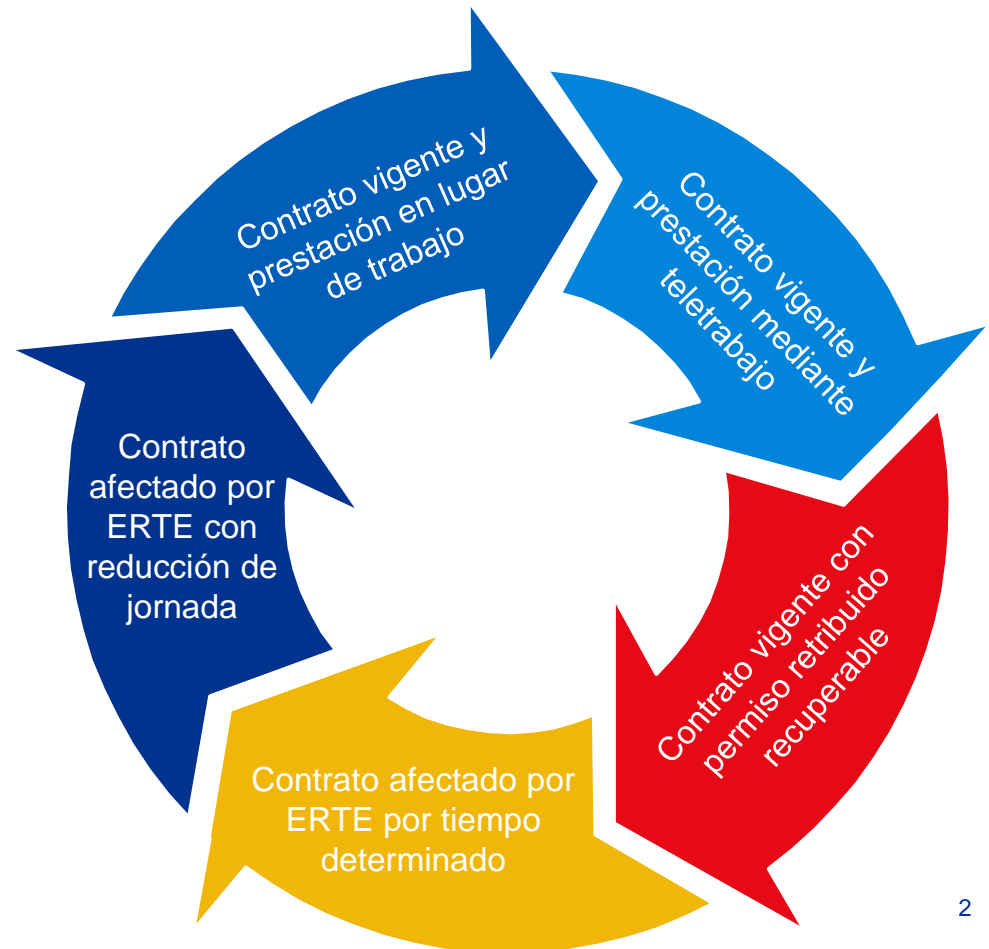 Contrato vigente y
prestación en lugar
de trabajo
Contrato vigente y
prestación mediante
teletrabajo
Contrato vigente con
permiso retribuido
recuperable
Contrato afectado por
ERTE por tiempo
determinado
Contrato
afectado por
ERTE con
reducción de
jornada
2